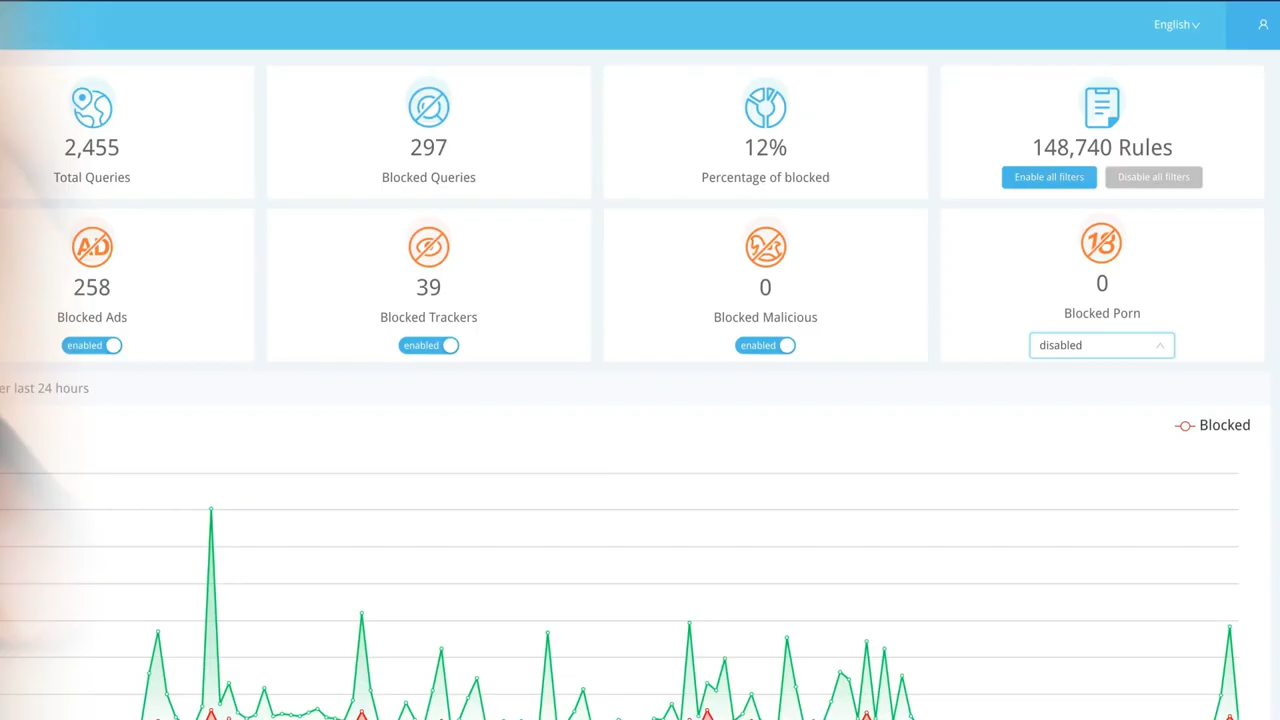 English
2,455
Total Queries
297
Blocked Queries
12%
Percentage of blocked
148,740 Rules
Enable all filters
Disable all filters
AD
258
Blocked Ads
enabled
39
Blocked Trackers
enabled
0
Blocked Malicious
enabled
18
0
Blocked Porn
disabled
er last 24 hours
Blocked